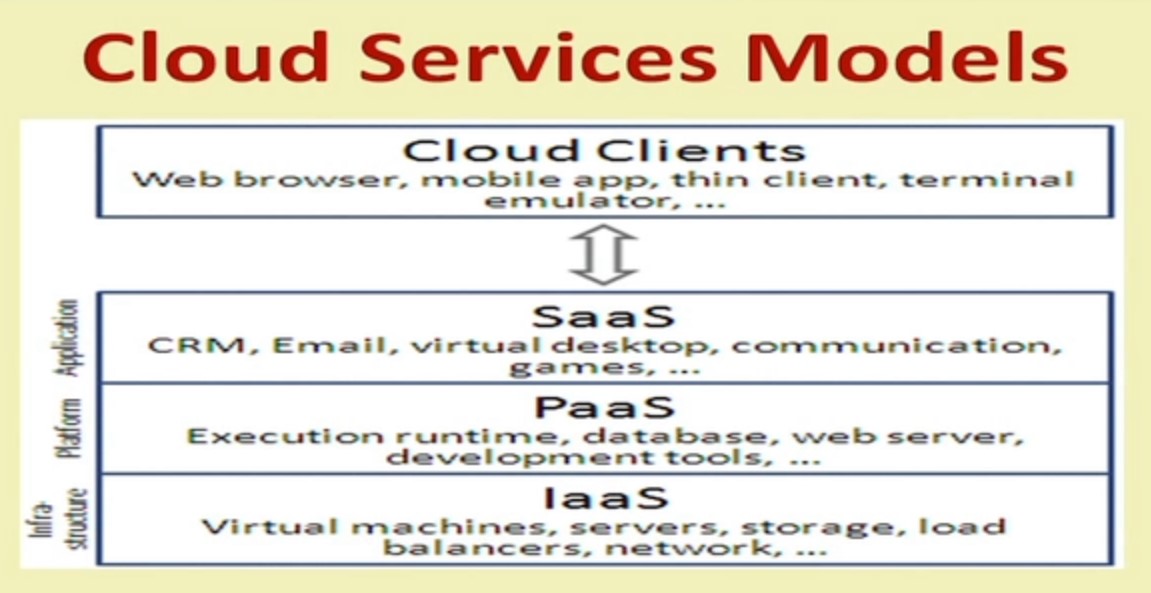 Cloud Services Models
Cloud Clients
Web browser, mobile app, thin client, terminal
emulator, ...
Application
SaaS
CRM, Email, virtual desktop, communication,
games, ...
Platform
PaaS
Execution runtime, database, web server,
development tools, ...
Infra-
structure
IaaS
Virtual machines, servers, storage, load
balancers, network, ...